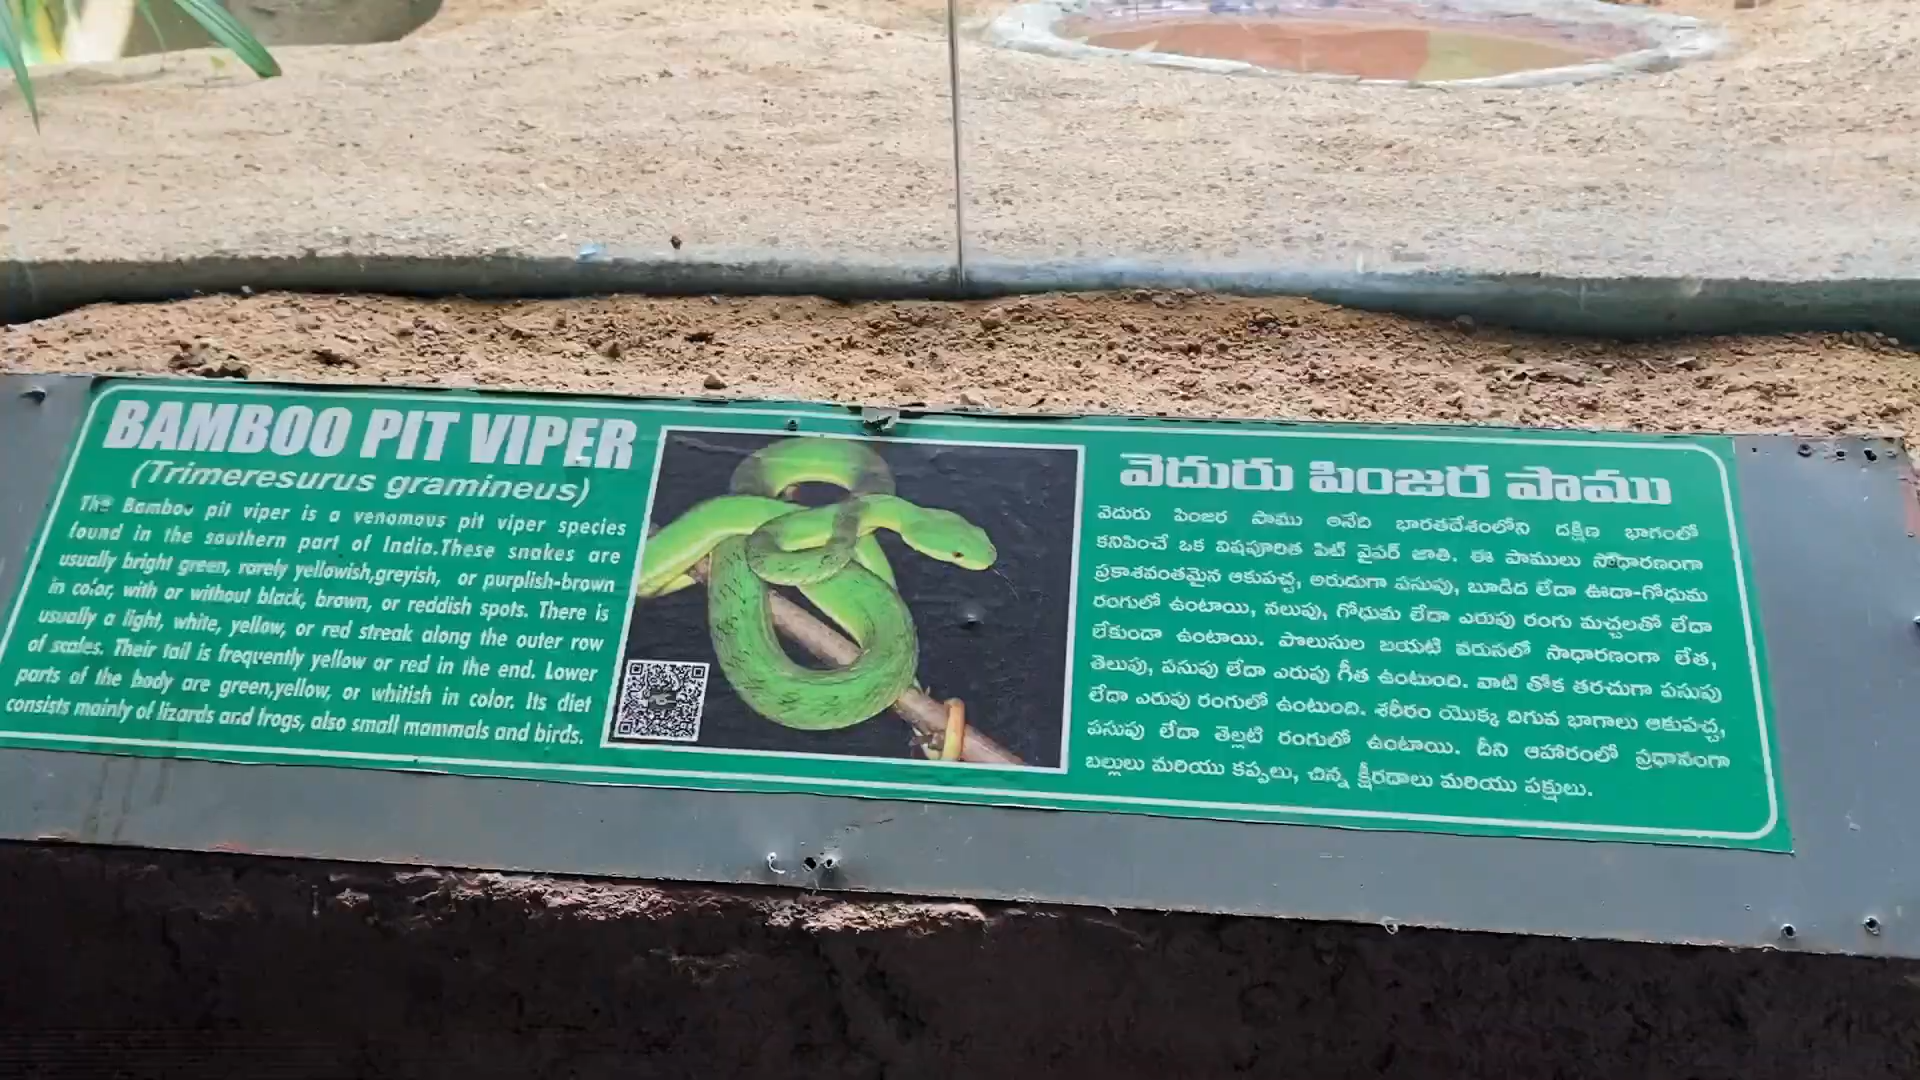 BAMBOO PIT VIPER
(Trimeresurus gramineus)
The Bamboo pit viper is a venomous pit viper species
found in the southern part of India.These snakes are
usually bright green, rarely yellowish,greyish, or purplish-brown
in color, with or without black, brown, or reddish spots. There is
usually a light, white, yellow, or red streak along the outer row
of scales. Their tail is frequently yellow or red in the end. Lower
parts of the body are green,yellow, or whitish in color. Its diet
consists mainly of lizards and frogs, also small mammals and birds.
వెదురు పింజర పాము
వెదురు పింజర పాము అనేది భారతదేశంలోని దక్షిణ భాగంలో
కనిపించే ఒక విషపూరిత పిట్ వైపర్ జాతి. ఈ పాములు సాధారణంగా
ప్రకాశవంతమైన ఆకుపచ్చ, అరుదుగా పసుపు, బూడిద లేదా ఊదా-గోధుమ
రంగులో ఉంటాయి, నలుపు, గోధుమ లేదా ఎరుపు రంగు మచ్చలతో లేదా
లేకుండా ఉంటాయి. పొలుసుల బయటి వరుసలో సాధారణంగా లేత,
తెలుపు, పసుపు లేదా ఎరుపు గీత ఉంటుంది. వాటి తోక తరచుగా పసుపు
లేదా ఎరుపు రంగులో ఉంటుంది. శరీరం యొక్క దిగువ భాగాలు ఆకుపచ్చ,
పసుపు లేదా తెల్లటి రంగులో ఉంటాయి. దీని ఆహారంలో ప్రధానంగా
బల్లులు మరియు కప్పలు, చిన్న క్షీరదాలు మరియు పక్షులు.